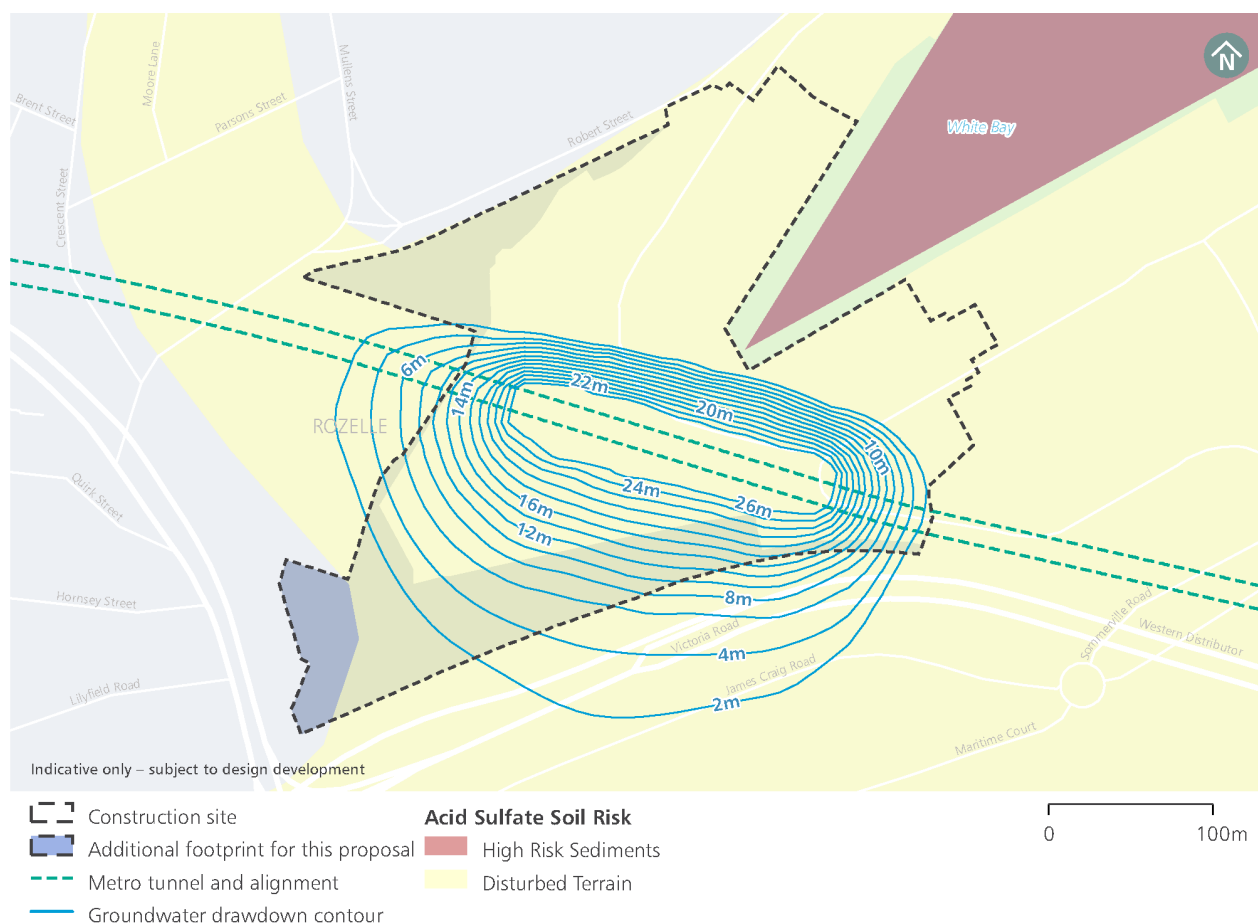 N
Moore Lane
Mullens Street
Brent Street
Parsons Street
Robert Street
White Bay
Crescent Street
6m
22m
14m
20m
ROZELLE
10m
24m
26m
16m
12m
Quirk Street
8m
Hornsey Street
Victoria Road
Sommerville Road
Western Distributor
4m
James Craig Road
Lilyfield Road
2m
Maritime Court
Indicative only – subject to design development
Construction site
Additional footprint for this proposal
Metro tunnel and alignment
Groundwater drawdown contour
Acid Sulfate Soil Risk
High Risk Sediments
Disturbed Terrain
0 100m